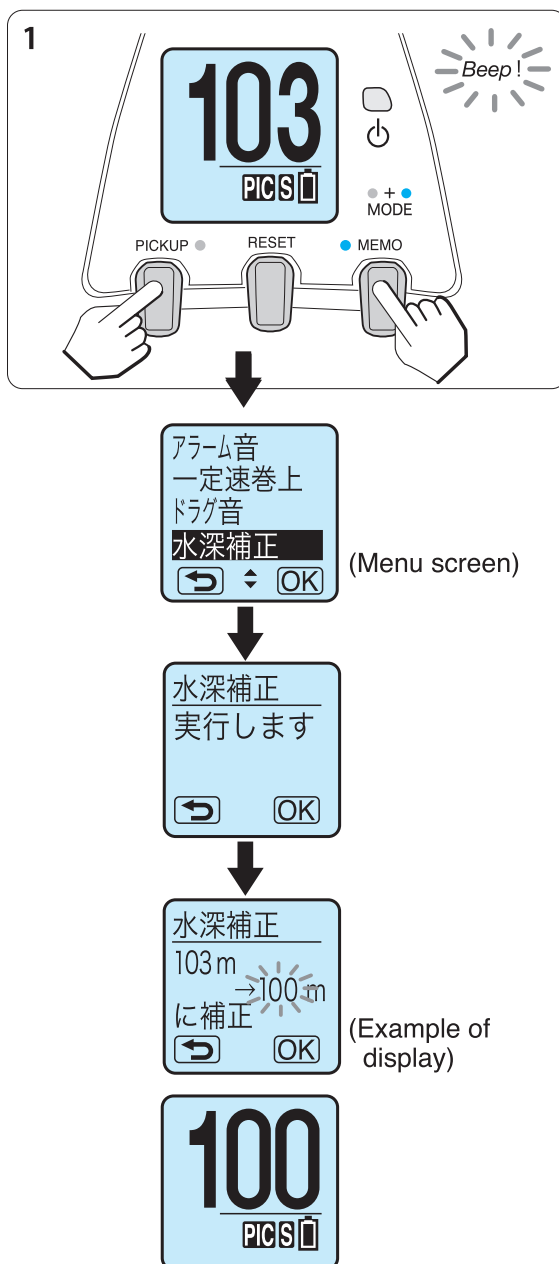 1
103
Beep!
PIC S
● + ●
MODE
PICKUP ● RESET ● MEMO
アラーム音
一定速巻上
ドラグ音
水深補正
OK
(Menu screen)
水深補正
実行します
OK
水深補正
103m
→100m
に補正
OK
(Example of
display)
100
PIC S